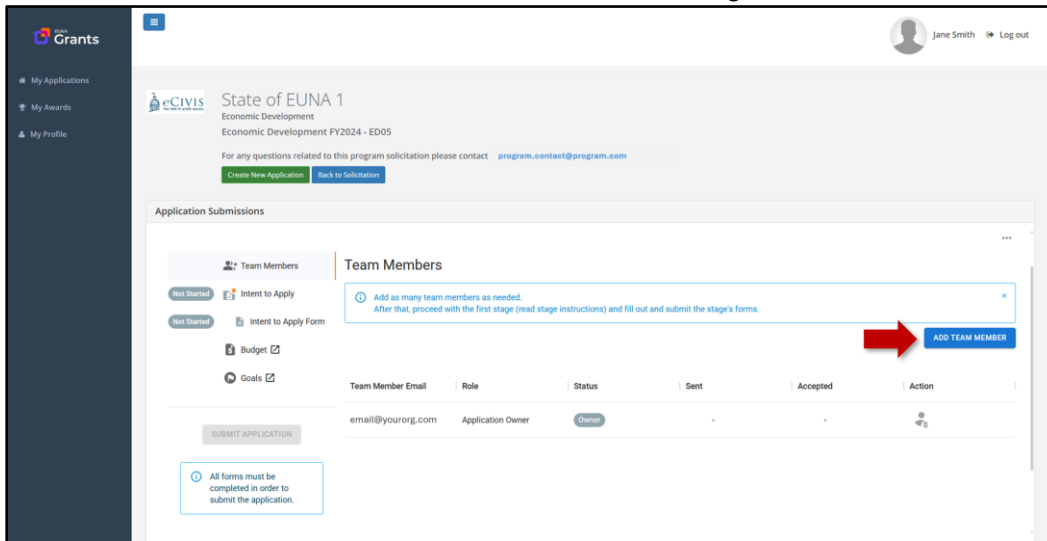 EUNA
Grants
Jane Smith Log out
My Applications
My Awards
My Profile
eCIVIS
State of EUNA 1
Economic Development
Economic Development FY2024 - ED05
For any questions related to this program solicitation please contact program.contact@program.com
Create New Application Back to Solicitation
Application Submissions
...
Team Members
Not Started Intent to Apply
Not Started Intent to Apply Form
Budget
Goals
SUBMIT APPLICATION
All forms must be
completed in order to
submit the application.
Team Members
Add as many team members as needed.
After that, proceed with the first stage (read stage instructions) and fill out and submit the stage's forms.
×
ADD TEAM MEMBER
Team Member Email Role Status Sent Accepted Action
email@yourorg.com Application Owner Owner - -